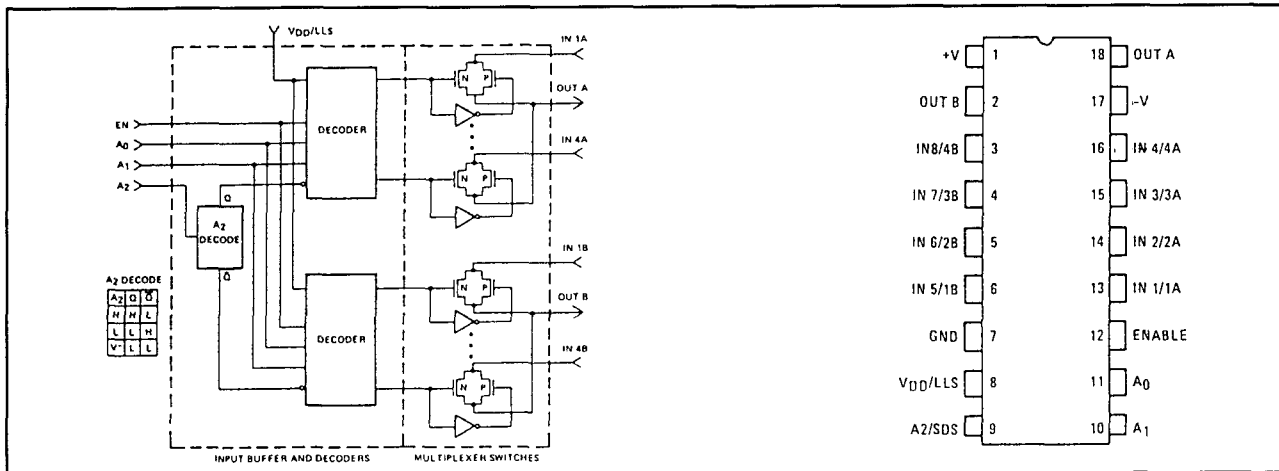 VDD/LLS
IN 1A
OUT A
N P
DECODER
EN
A0
A1
A2
IN 4A
N P
Q
A2
DECODE
Q̅
IN 1B
N P
OUT B
A2 DECODE
A2 Q Q̅
H H L
L L H
V- L L
DECODER
IN 4B
N P
INPUT BUFFER AND DECODERS
MULTIPLEXER SWITCHES
+V 1
18 OUT A
OUT B 2
17 -V
IN8/4B 3
16 IN 4/4A
IN 7/3B 4
15 IN 3/3A
IN 6/2B 5
14 IN 2/2A
IN 5/1B 6
13 IN 1/1A
GND 7
12 ENABLE
VDD/LLS 8
11 A0
A2/SDS 9
10 A1